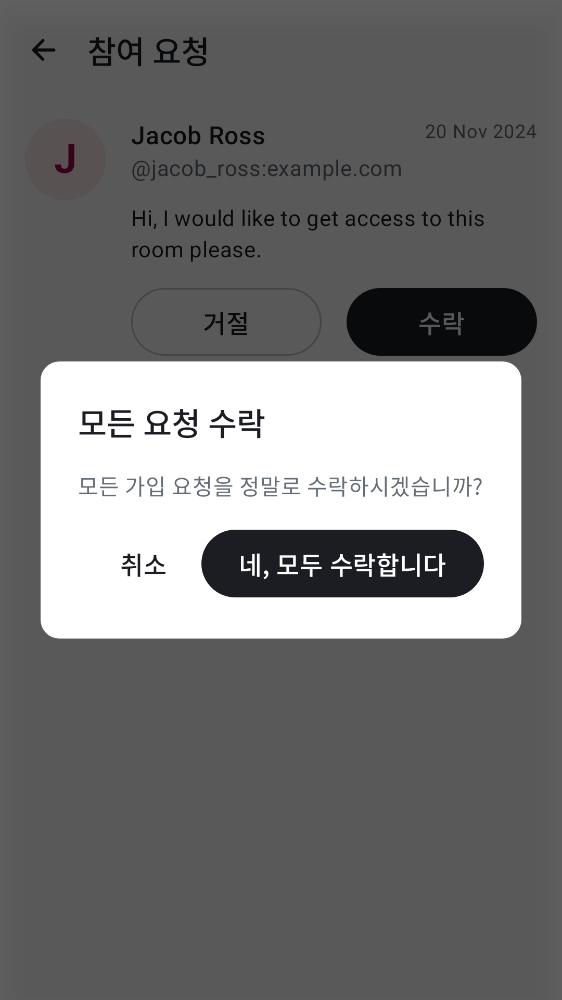 참여 요청
J
Jacob Ross
20 Nov 2024
@jacob_ross:example.com
Hi, I would like to get access to this
room please.
거절
수락
모든 요청 수락
모든 가입 요청을 정말로 수락하시겠습니까?
취소
네, 모두 수락합니다